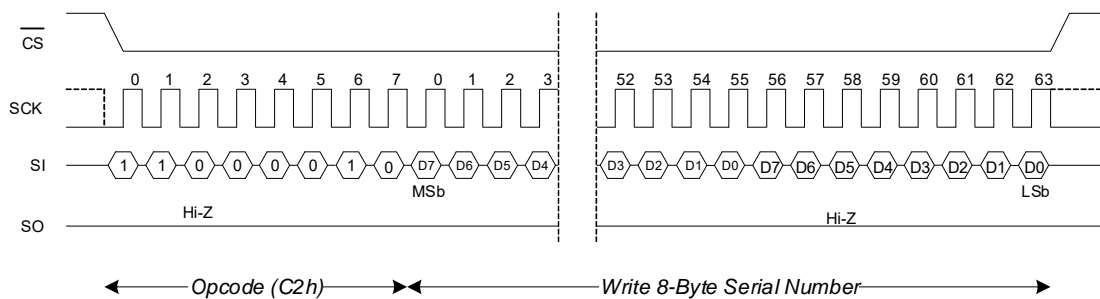 CS
0 1 2 3 4 5 6 7 0 1 2 3 52 53 54 55 56 57 58 59 60 61 62 63
SCK
SI 1 1 0 0 0 0 1 0 D7 D6 D5 D4 D3 D2 D1 D0 D7 D6 D5 D4 D3 D2 D1 D0
MSb LSb
Hi-Z Hi-Z
SO
Opcode (C2h) Write 8-Byte Serial Number